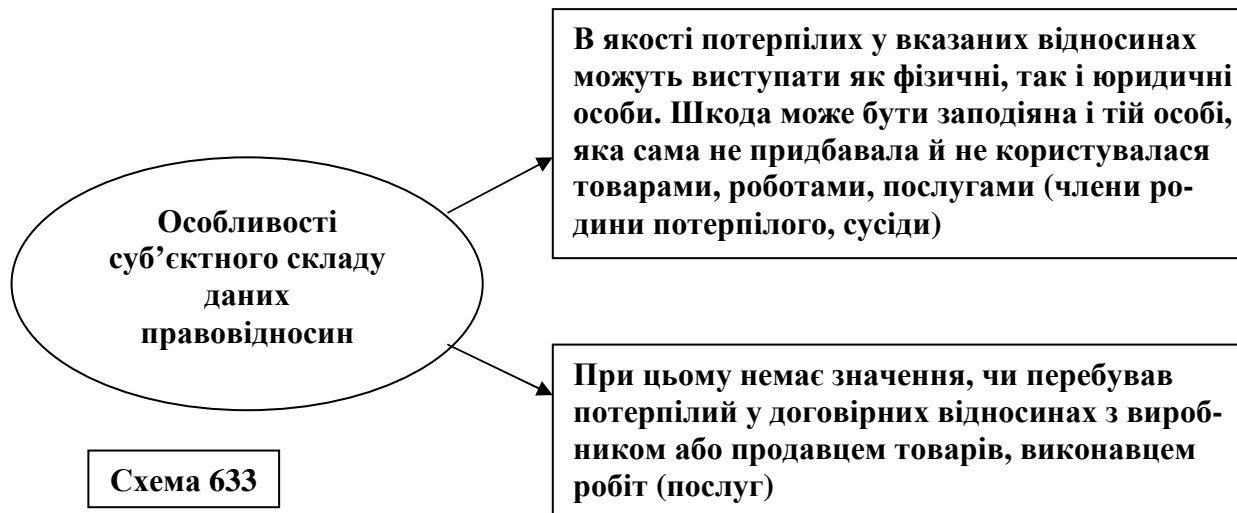 В якості потерпілих у вказаних відносинах
можуть виступати як фізичні, так і юридичні
особи. Шкода може бути заподіяна і тій особі,
яка сама не придбавала й не користувалася
товарами, роботами, послугами (члени ро-
дини потерпілого, сусіди)
Особливості
суб’єктного складу
даних
правовідносин
При цьому немає значення, чи перебував
потерпілий у договірних відносинах з вироб-
ником або продавцем товарів, виконавцем
робіт (послуг)
Схема 633